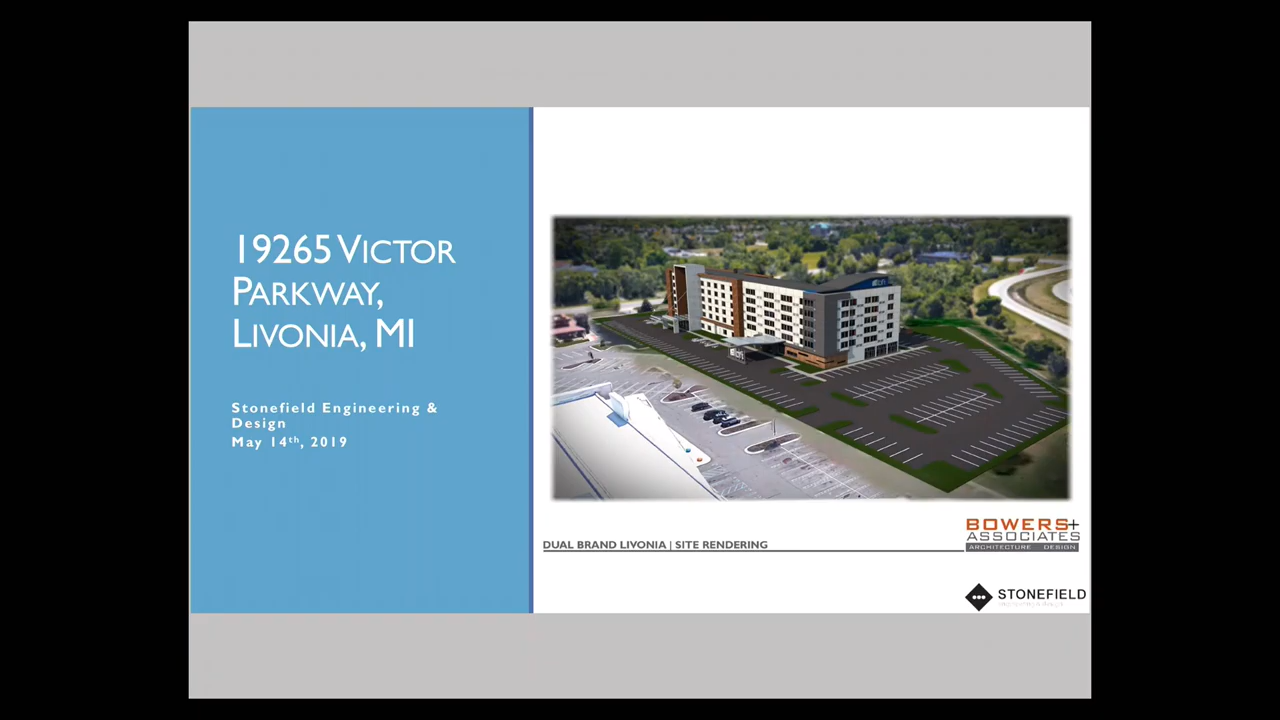 19265 VICTOR
PARKWAY,
LIVONIA, MI
Stonefield Engineering &
Design
May 14th, 2019
DUAL BRAND LIVONIA | SITE RENDERING
BOWERS+
ASSOCIATES
ARCHITECTURE DESIGN
STONEFIELD